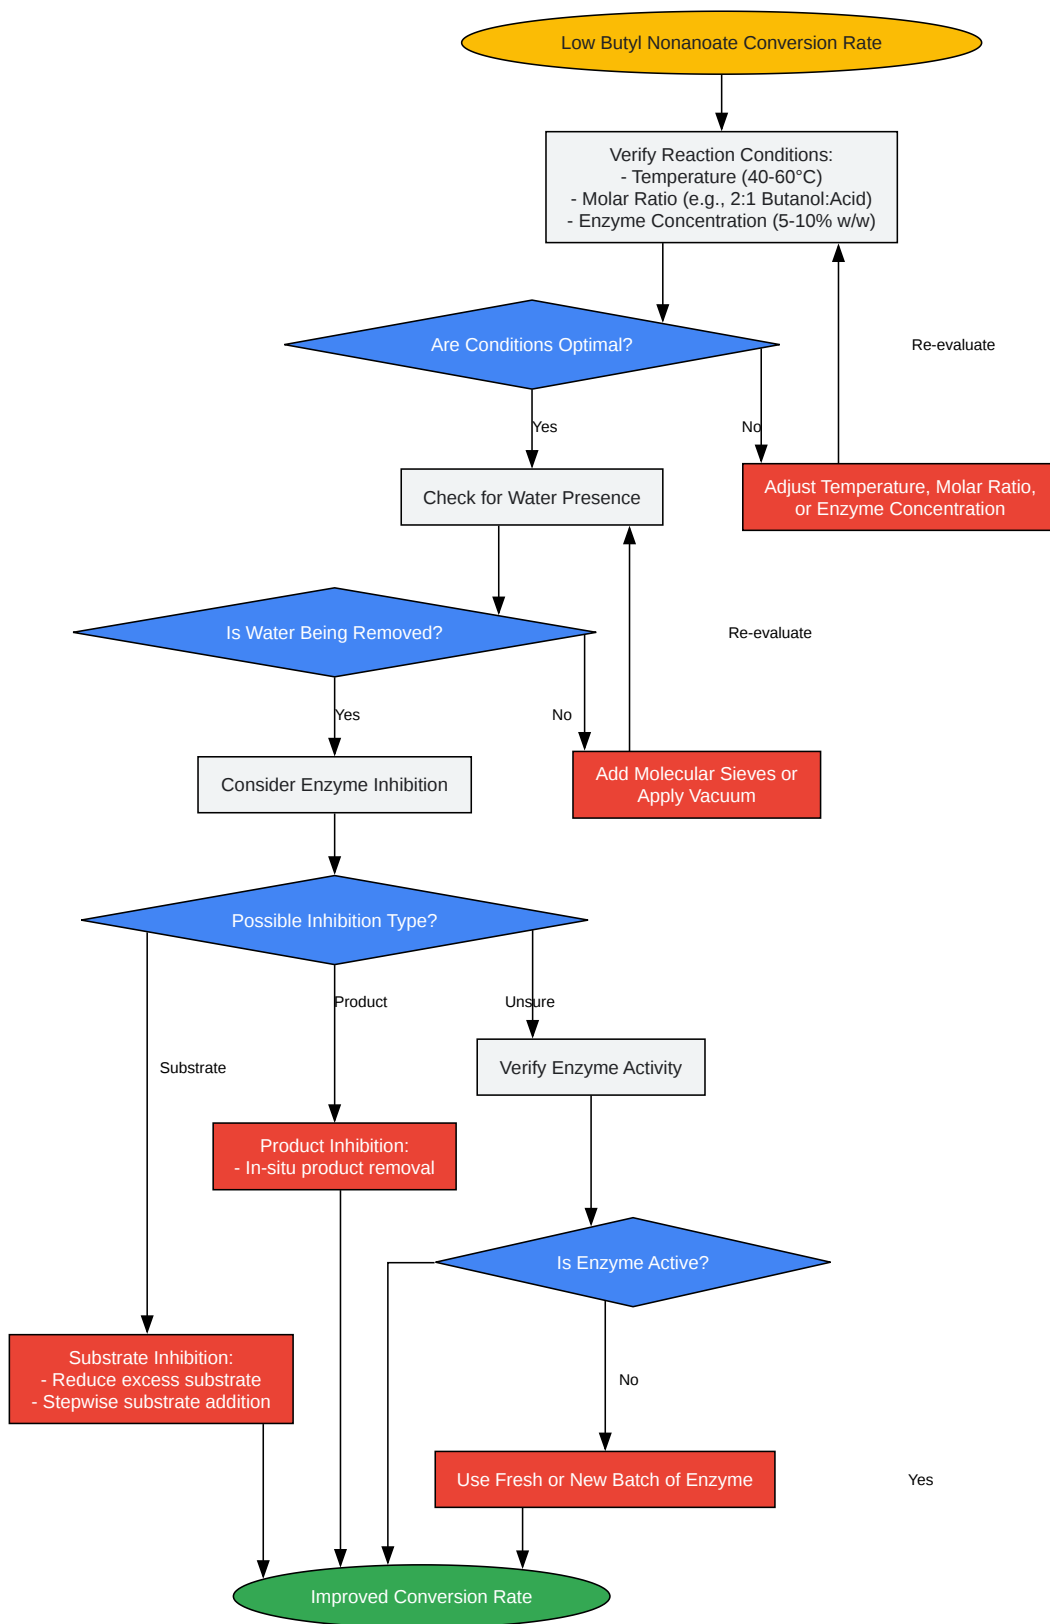 Low Butyl Nonanoate Conversion Rate
Verify Reaction Conditions:
- Temperature (40-60°C)
- Molar Ratio (e.g., 2:1 Butanol:Acid)
- Enzyme Concentration (5-10% w/w)
Are Conditions Optimal?
Re-evaluate
Yes
No
Adjust Temperature, Molar Ratio,
or Enzyme Concentration
Check for Water Presence
Is Water Being Removed?
Re-evaluate
Yes
No
Add Molecular Sieves or
Apply Vacuum
Consider Enzyme Inhibition
Possible Inhibition Type?
Product
Unsure
Substrate
Verify Enzyme Activity
Product Inhibition:
- In-situ product removal
Is Enzyme Active?
Substrate Inhibition:
- Reduce excess substrate
- Stepwise substrate addition
No
Use Fresh or New Batch of Enzyme
Yes
Improved Conversion Rate